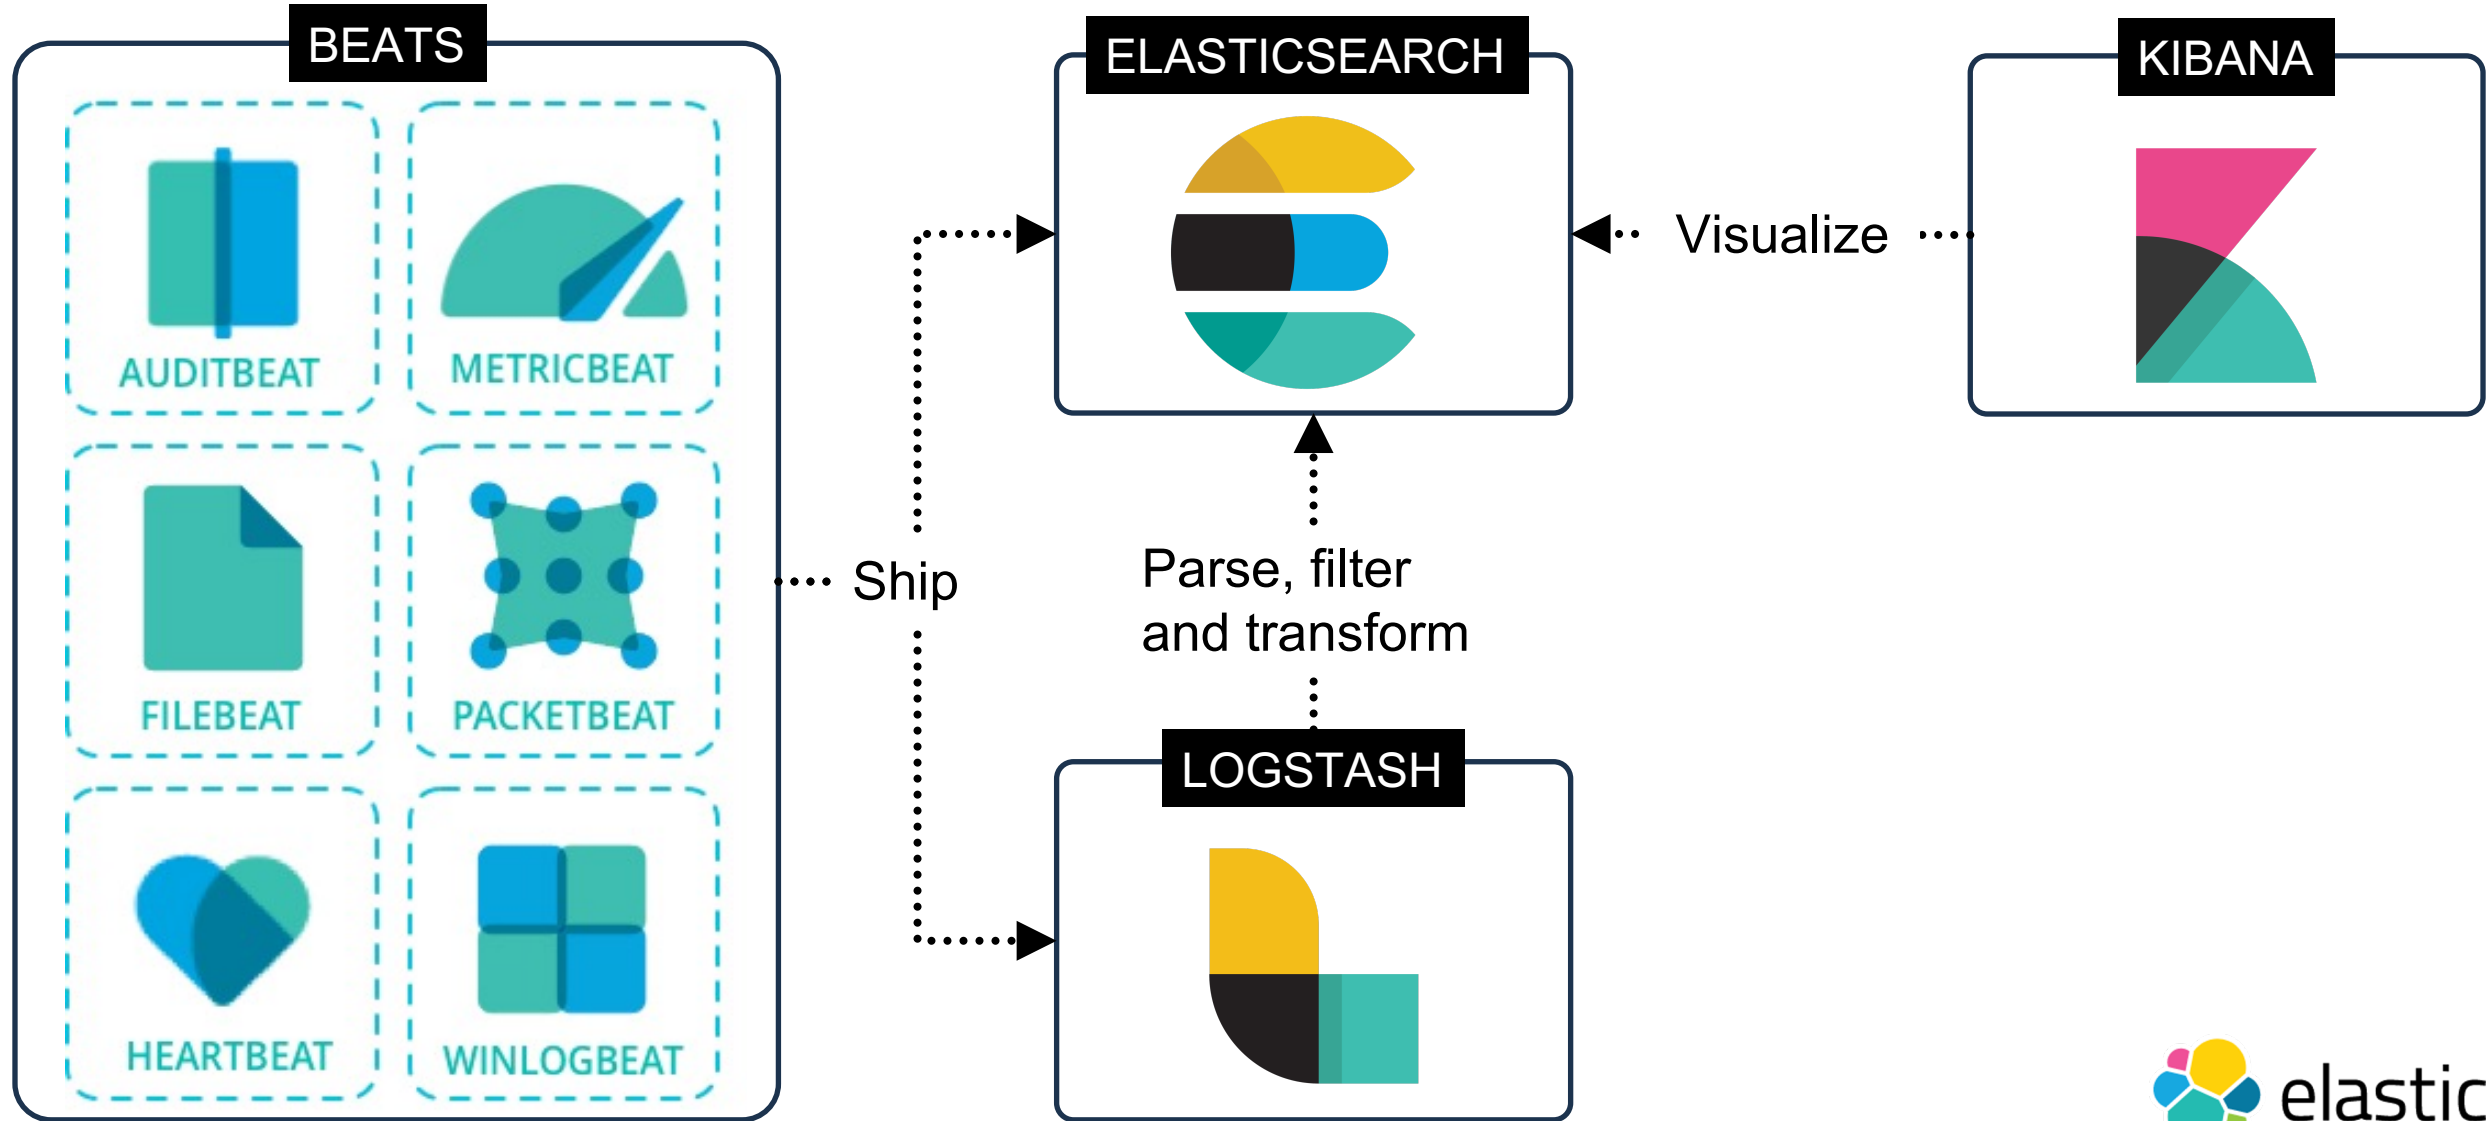 BEATS
AUDITBEAT
METRICBEAT
FILEBEAT
PACKETBEAT
HEARTBEAT
WINLOGBEAT
Ship
ELASTICSEARCH
Parse, filter
and transform
LOGSTASH
Visualize
KIBANA
elastic